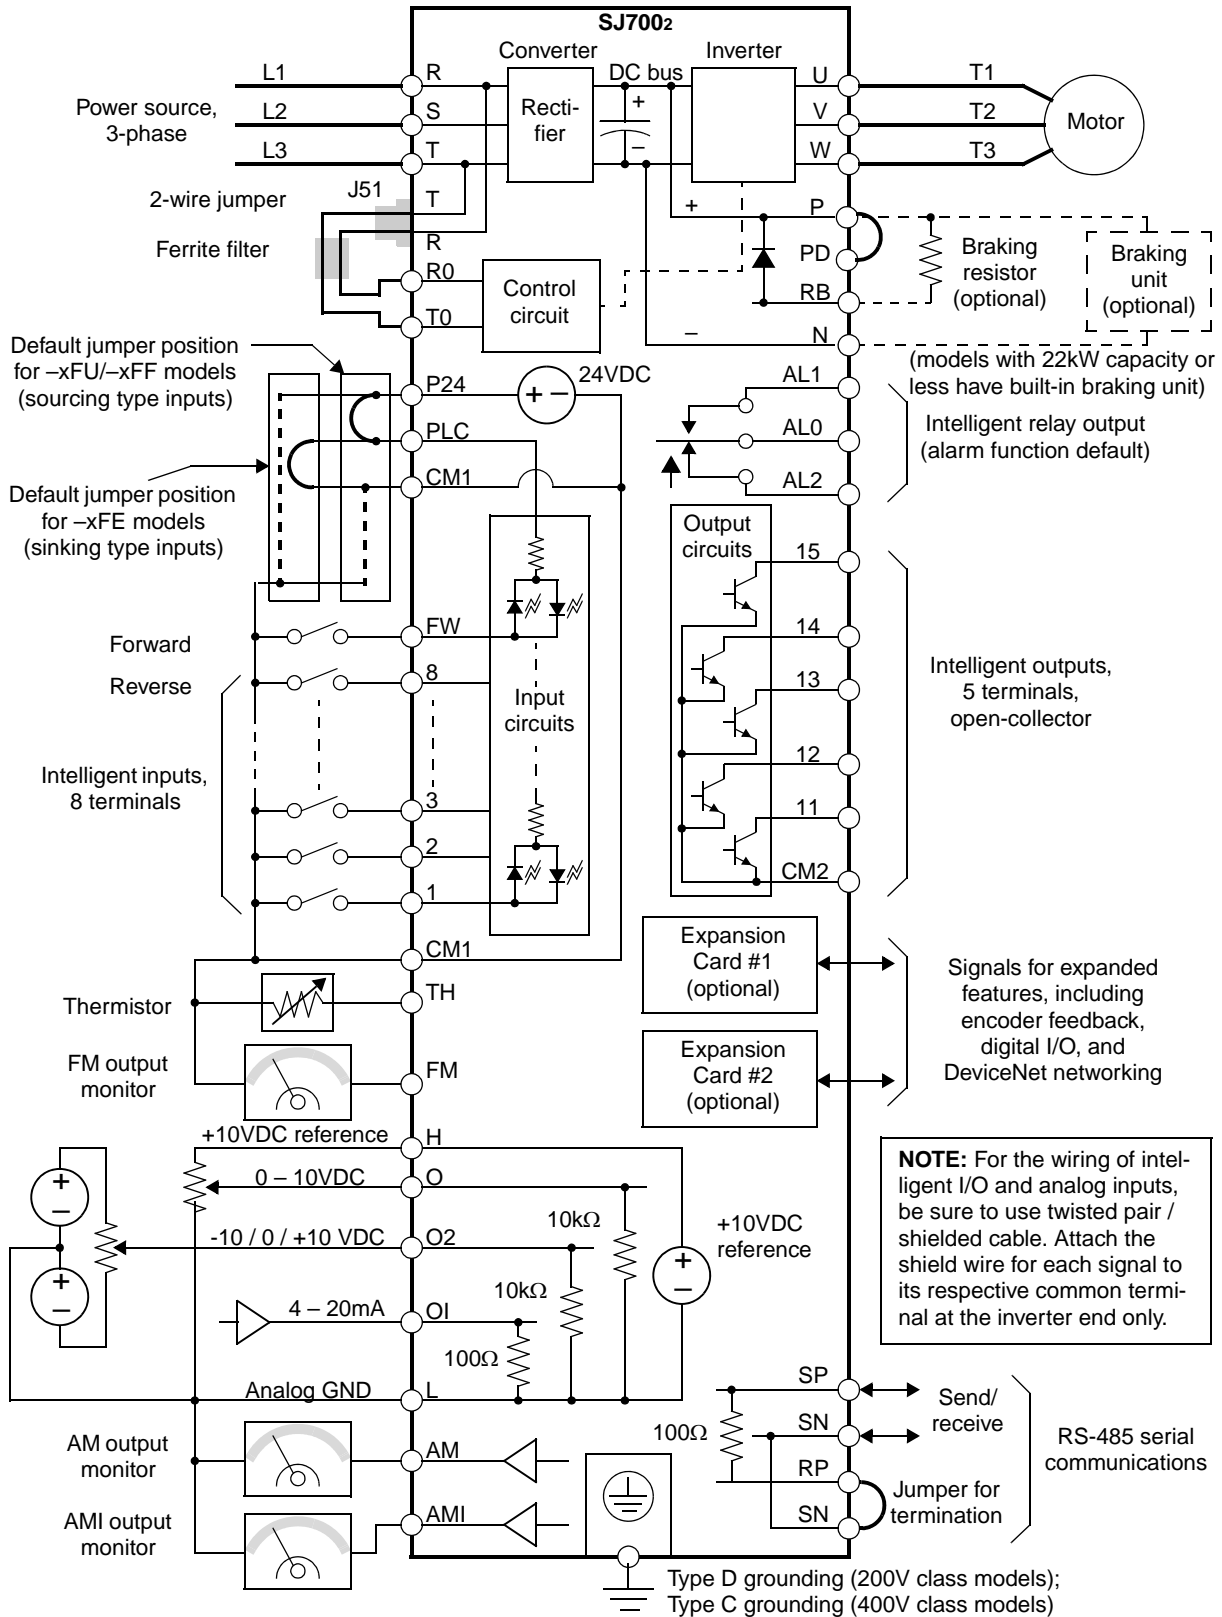 SJ7002
Converter
Inverter
L1
R
DC bus
U
T1
Power source,
3-phase
L2
S
Recti-
fier
+
–
V
T2
Motor
L3
T
W
T3
2-wire jumper
J51
T
R
Ferrite filter
+
P
PD
RB
–
N
Braking
resistor
(optional)
Braking
unit
(optional)
R0
T0
Control
circuit
(models with 22kW capacity or
less have built-in braking unit)
Default jumper position
for –xFU/–xFF models
(sourcing type inputs)
P24
+ –
24VDC
PLC
CM1
Default jumper position
for –xFE models
(sinking type inputs)
AL1
AL0
AL2
Intelligent relay output
(alarm function default)
Output
circuits
15
14
13
12
11
CM2
Intelligent outputs,
5 terminals,
open-collector
Forward
FW
Reverse
8
Input
circuits
Intelligent inputs,
8 terminals
3
2
1
CM1
Thermistor
TH
FM output
monitor
FM
Expansion
Card #1
(optional)
Expansion
Card #2
(optional)
Signals for expanded
features, including
encoder feedback,
digital I/O, and
DeviceNet networking
+10VDC reference
H
0 – 10VDC
O
-10 / 0 / +10 VDC
O2
4 – 20mA
OI
+
–
+
–
10kΩ
10kΩ
100Ω
+10VDC
reference
+
–
Analog GND
L
NOTE: For the wiring of intel-
ligent I/O and analog inputs,
be sure to use twisted pair /
shielded cable. Attach the
shield wire for each signal to
its respective common termi-
nal at the inverter end only.
AM output
monitor
AM
AMI output
monitor
AMI
SP
100Ω
SN
RP
SN
Send/
receive
Jumper for
termination
RS-485 serial
communications
Type D grounding (200V class models);
Type C grounding (400V class models)